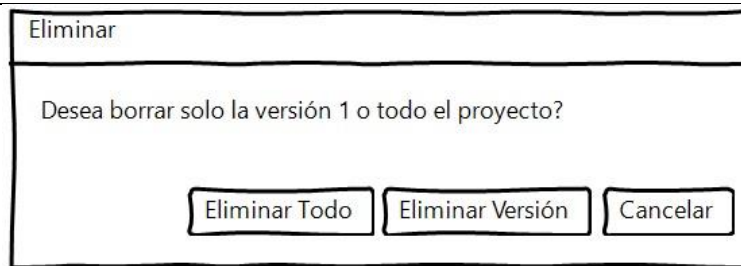 Eliminar
Desea borrar solo la versión 1 o todo el proyecto?
Eliminar Todo
Eliminar Versión
Cancelar